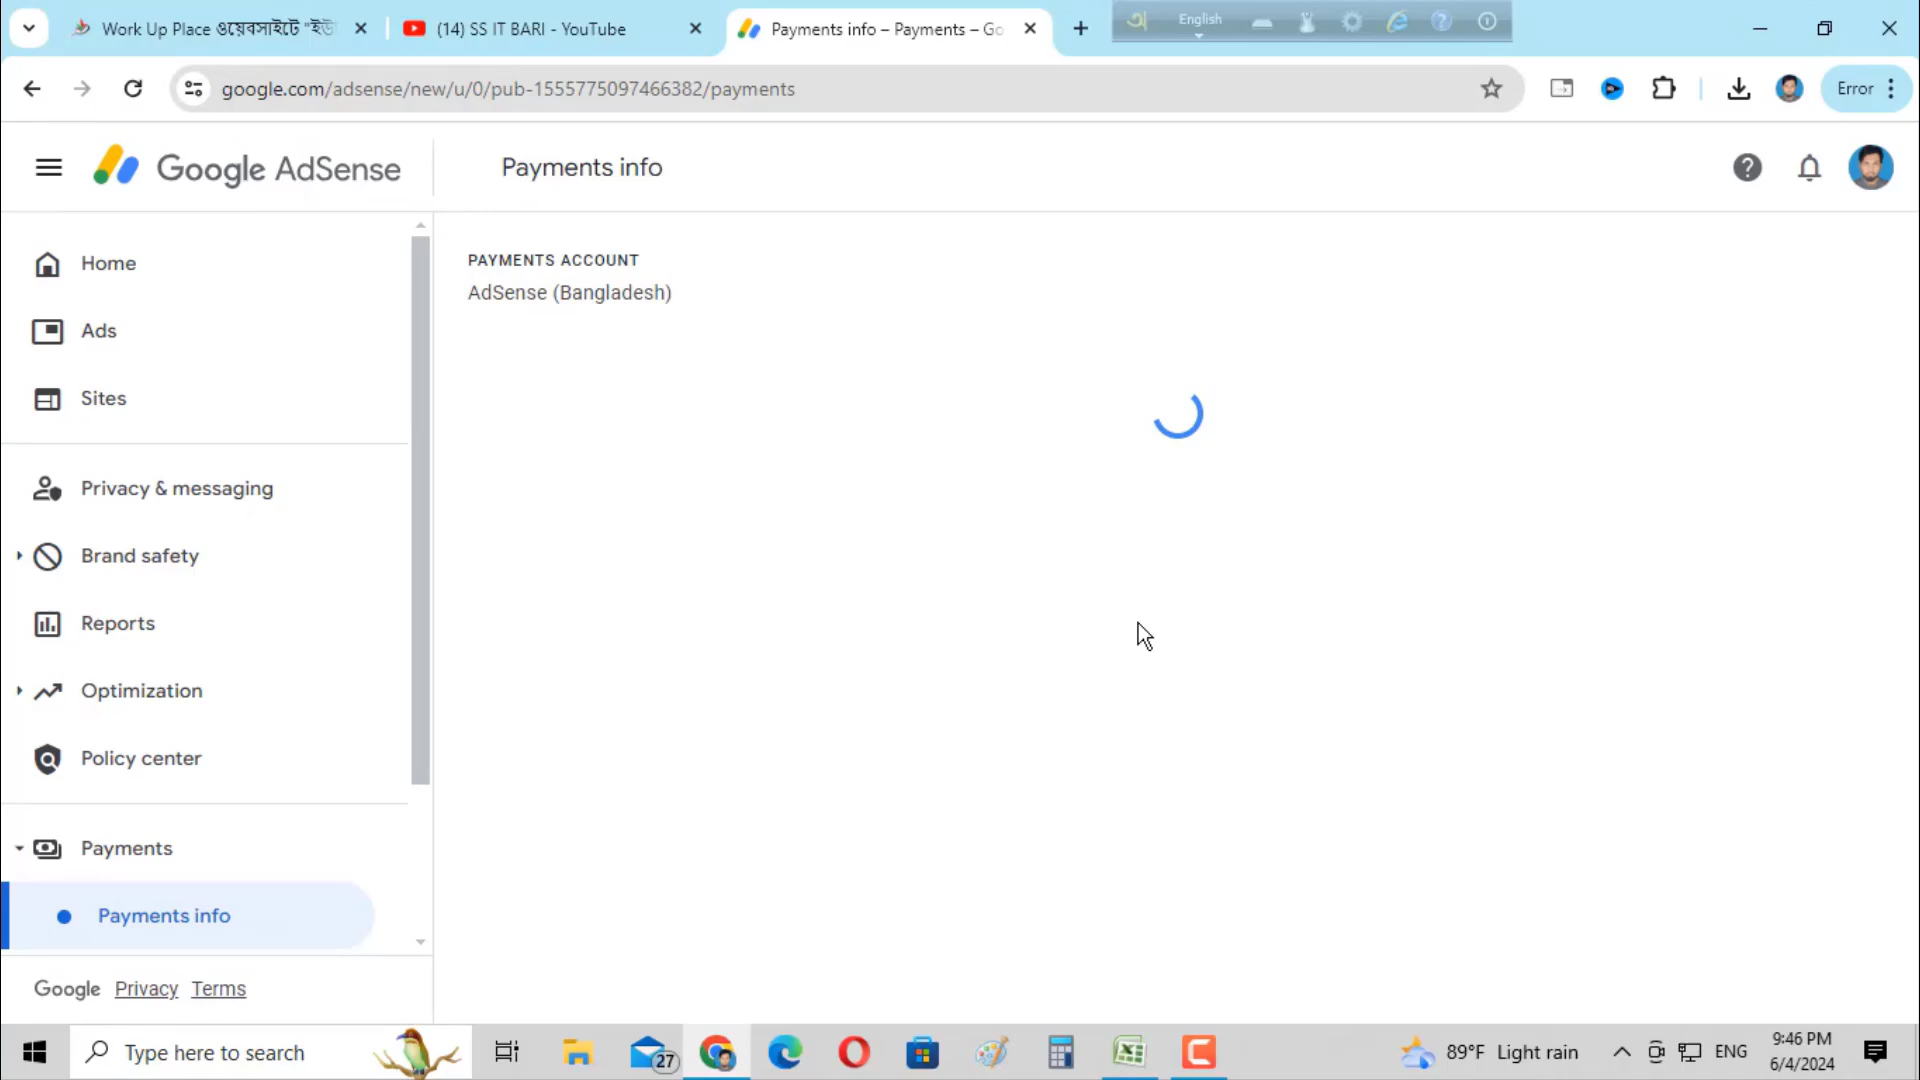 Work Up Place ওয়েবসাইটে "ইউ
(14) SS IT BARI - YouTube
Payments info – Payments – Go
English
google.com/adsense/new/u/0/pub-1555775097466382/payments
Error
Google AdSense
Payments info
PAYMENTS ACCOUNT
AdSense (Bangladesh)
Home
Ads
Sites
Privacy & messaging
Brand safety
Reports
Optimization
Policy center
Payments
Payments info
Google Privacy Terms
Type here to search
27
89°F Light rain
ENG
9:46 PM
6/4/2024